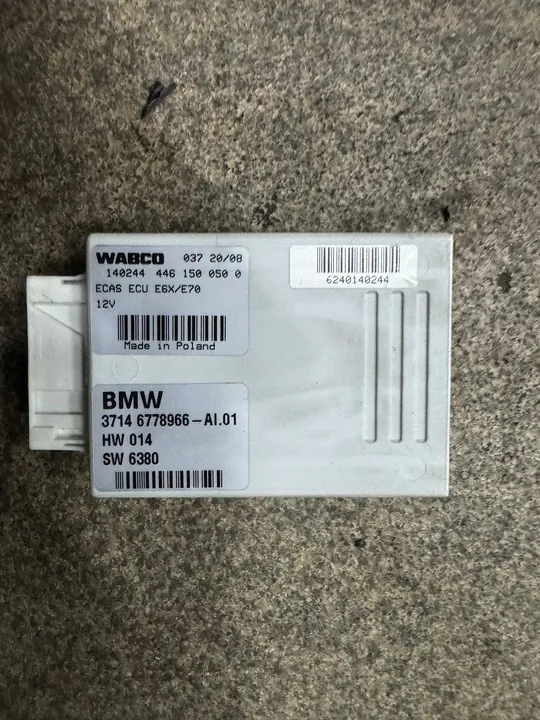 WABCO 037 20/08
140244 446 150 050 0
ECAS ECU E6X/E70
12V
Made in Poland
6240140244
BMW
3714 6778966-AI.01
HW 014
SW 6380